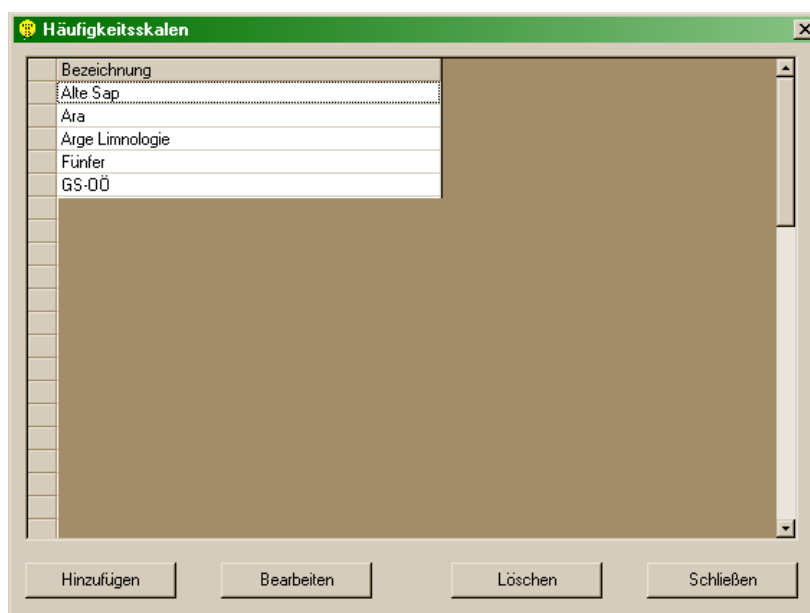 Häufigkeitsskalen
Bezeichnung
Alte Sap
Ara
Arge Limnologie
Fünfer
GS-OÖ
Hinzufügen Bearbeiten Löschen Schließen